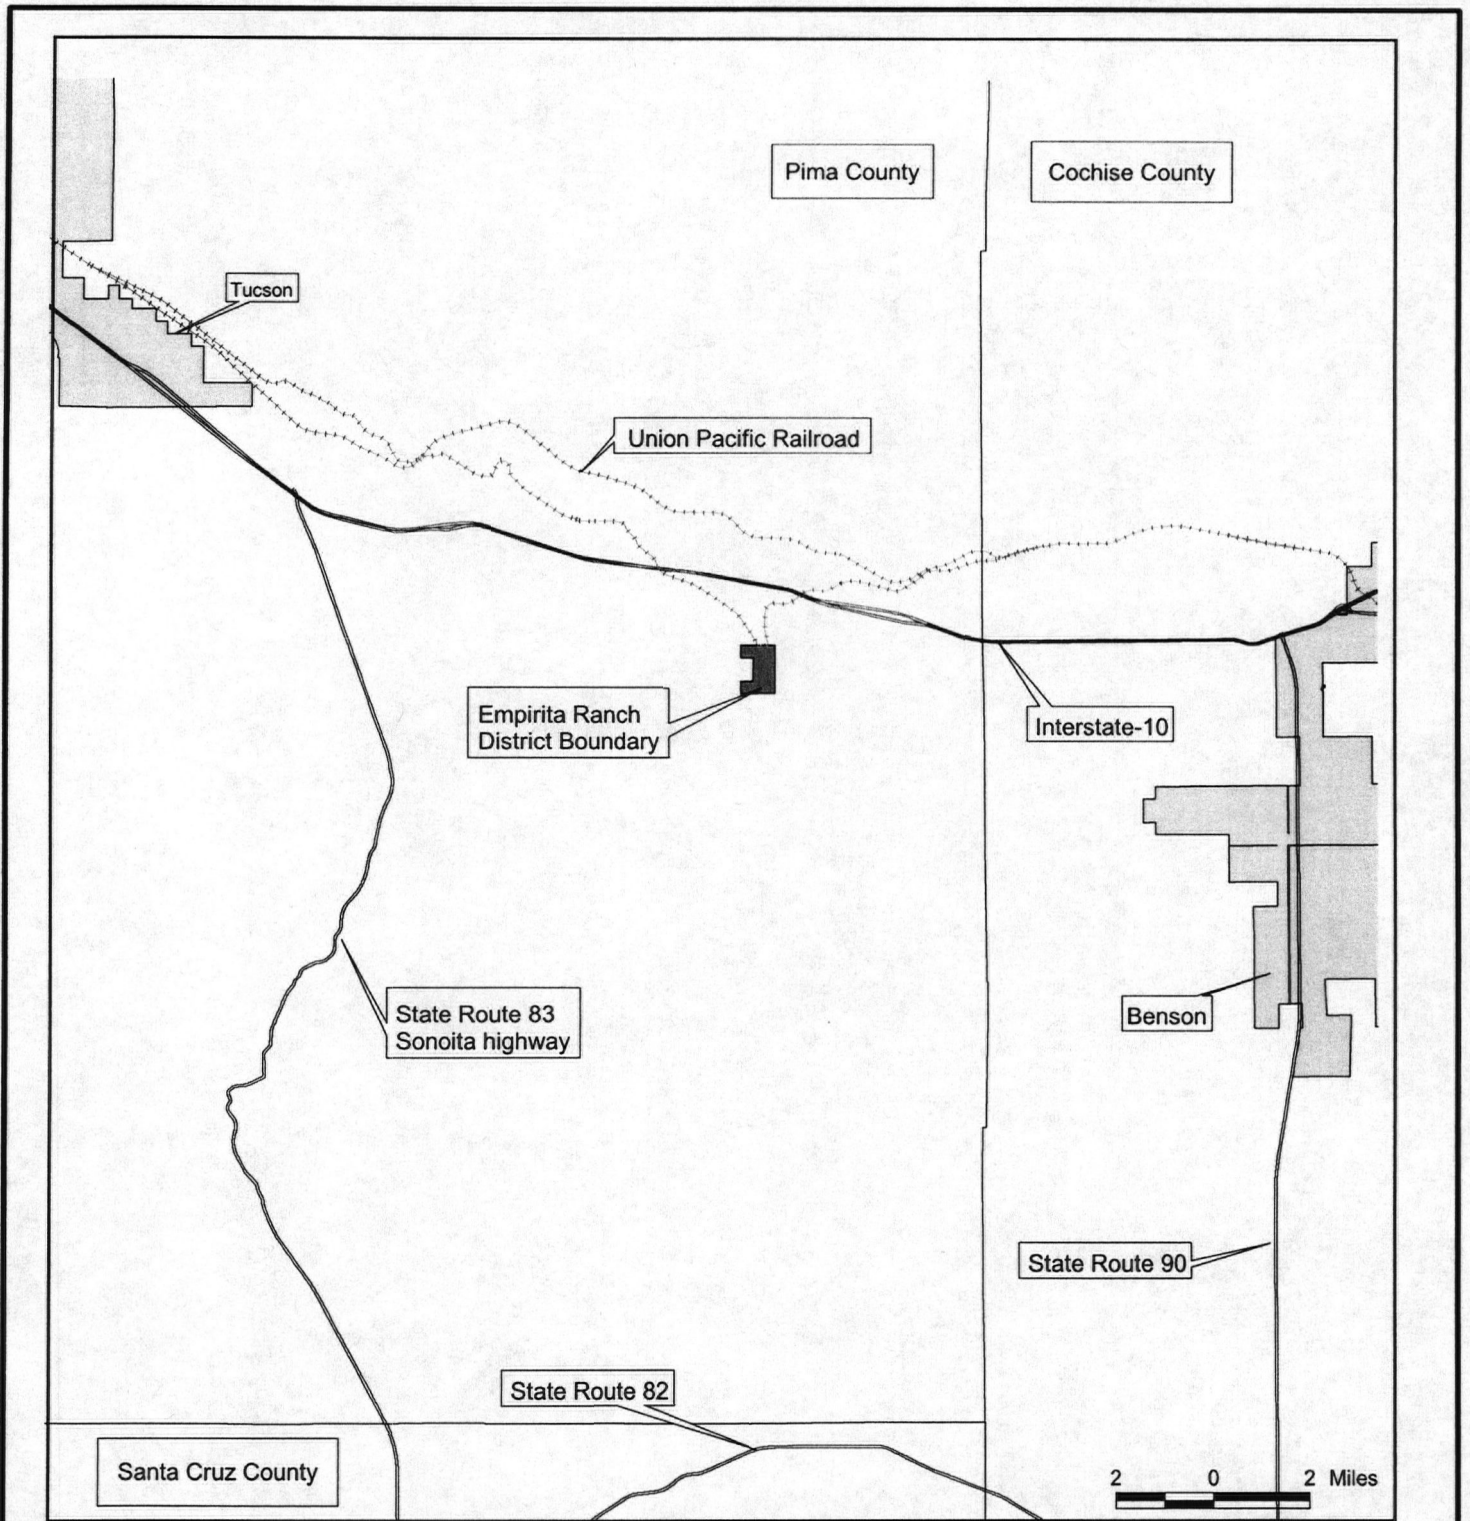 Pima County
Cochise County
Tucson
Union Pacific Railroad
Empirita Ranch
District Boundary
Interstate-10
State Route 83
Sonoita highway
Benson
State Route 90
State Route 82
Santa Cruz County
2 0 2 Miles